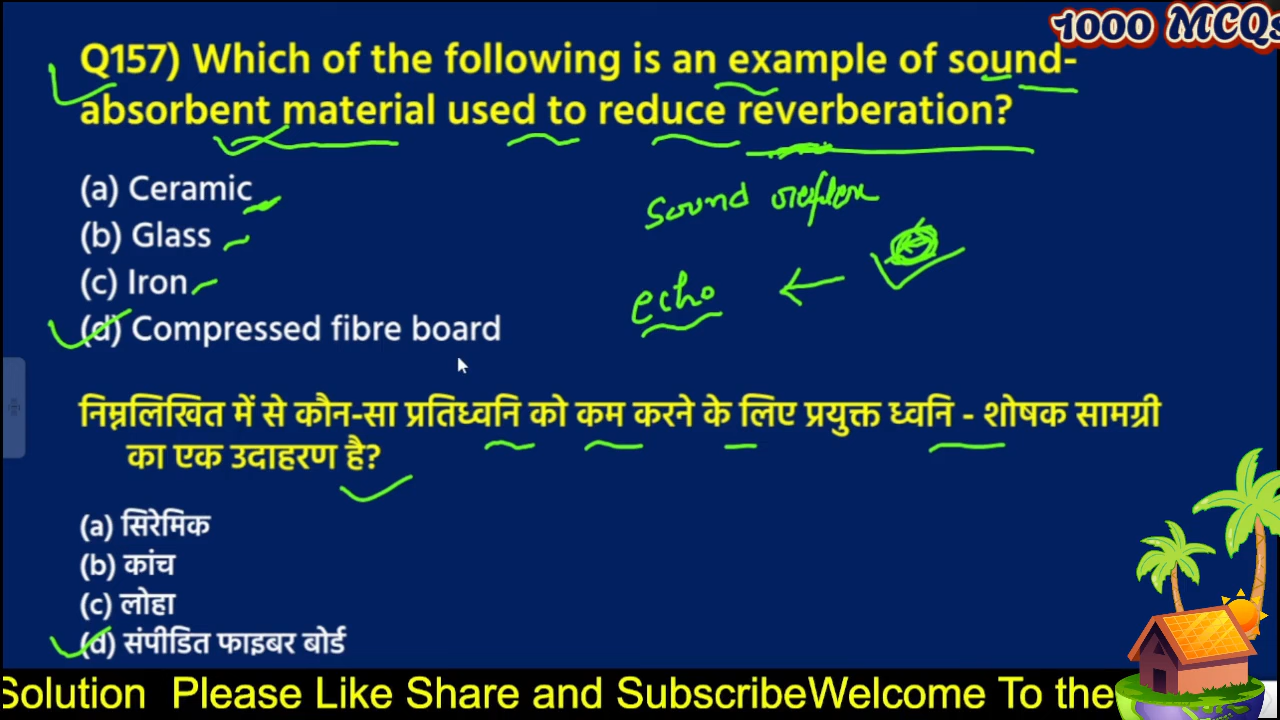 1000 MCQs
Q157) Which of the following is an example of sound-
absorbent material used to reduce reverberation?
(a) Ceramic
(b) Glass
(c) Iron
(d) Compressed fibre board
sound
echo
निम्नलिखित में से कौन-सा प्रतिध्वनि को कम करने के लिए प्रयुक्त ध्वनि - शोषक सामग्री
का एक उदाहरण है?
(a) सिरेमिक
(b) कांच
(c) लोहा
(d) संपीडित फाइबर बोर्ड
Solution Please Like Share and SubscribeWelcome To the